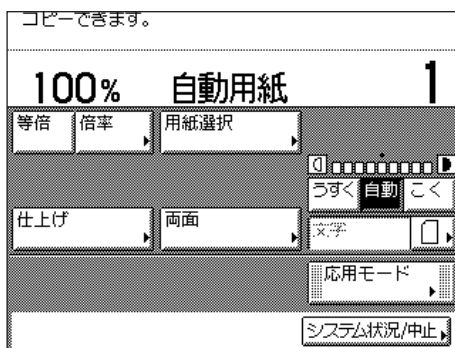 コピーできます。
100% 自動用紙 1
等倍 倍率 用紙選択
うすく 自動 こく
仕上げ 両面 文字
応用モード
システム状況/中止